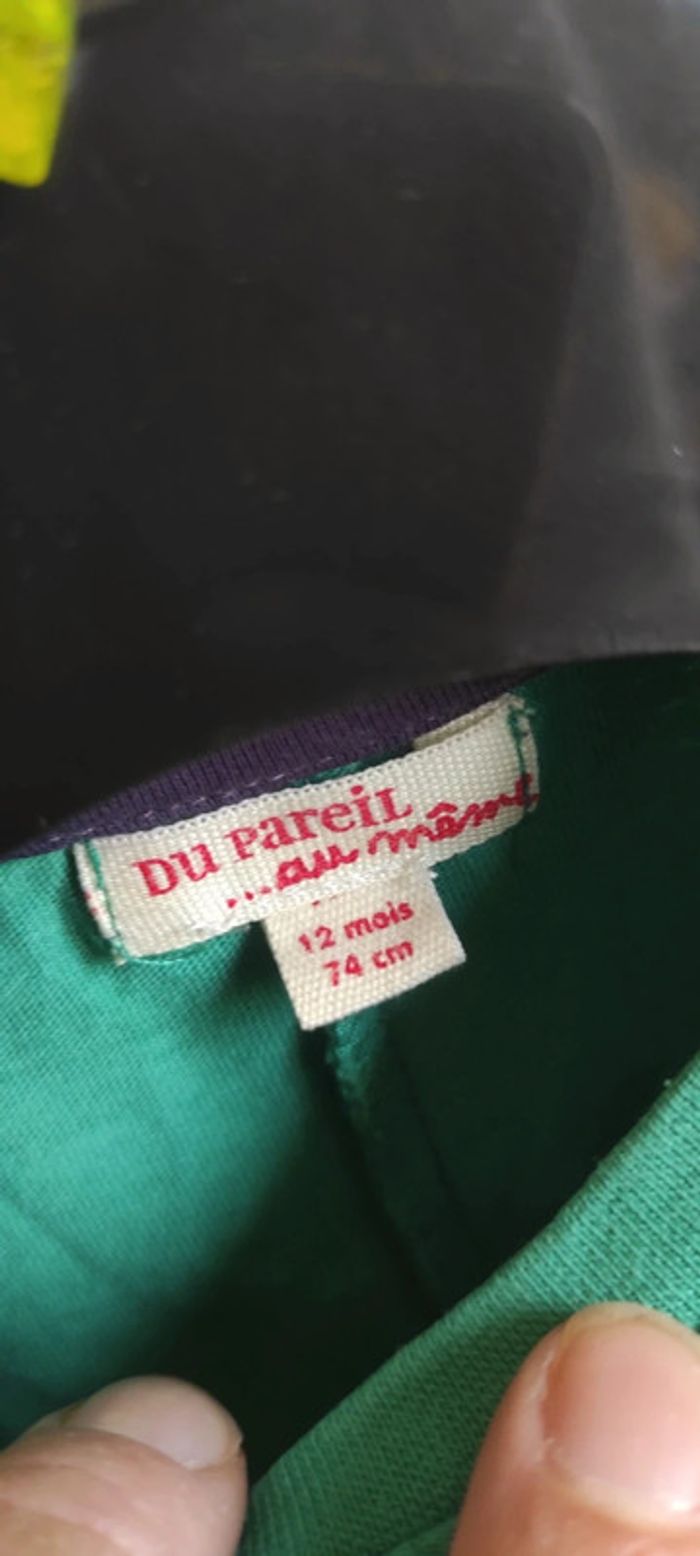 Du Pareil
...au même
12 mois
74 cm